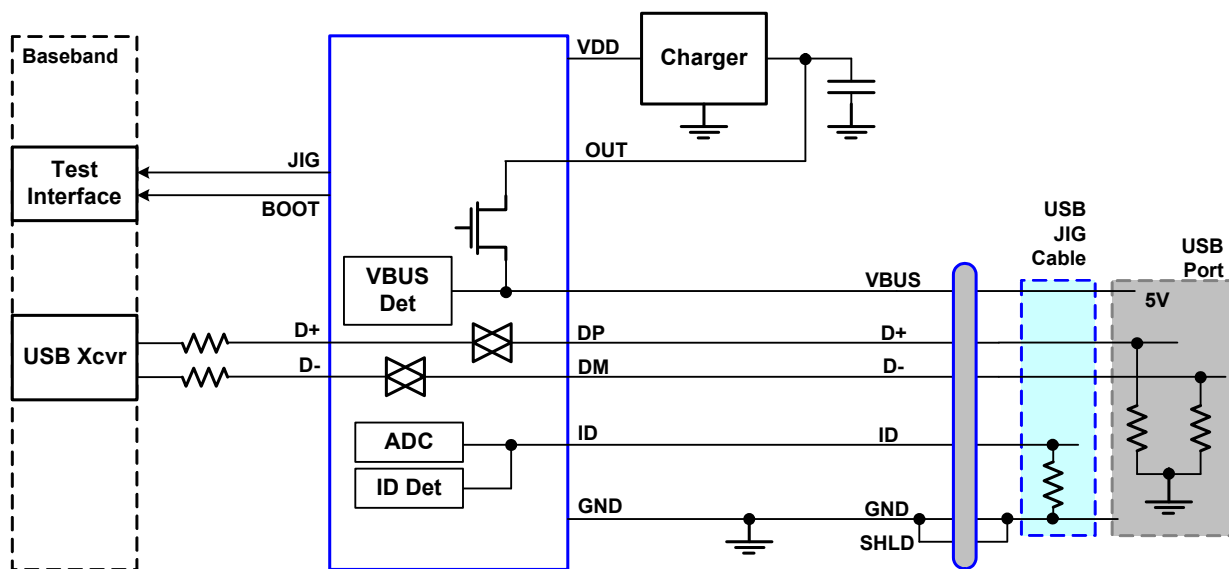 Baseband
VDD
Charger
OUT
JIG
Test
Interface
BOOT
USB
JIG
Cable
USB
Port
VBUS
Det
VBUS
5V
USB Xcvr
D+
DP
D+
D-
DM
D-
ADC
ID
ID
ID Det
GND
GND
SHLD